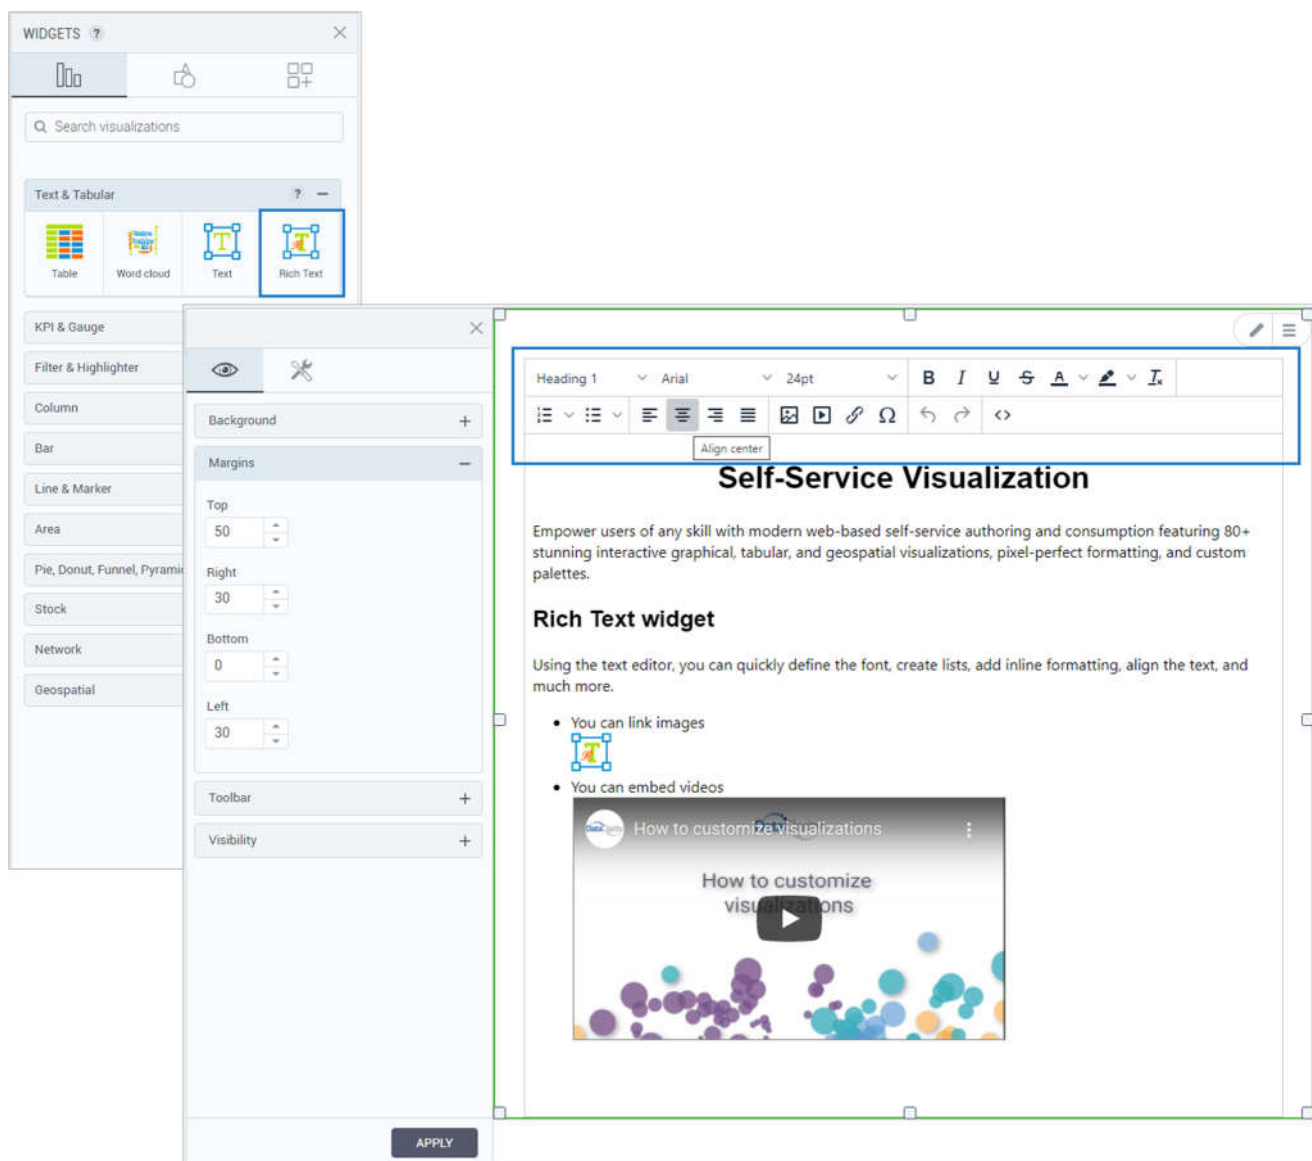 WIDGETS ?
Search visualizations
Text & Tabular ?
Table
Word cloud
Text
Rich Text
KPI & Gauge
Filter & Highlighter
Column
Bar
Line & Marker
Area
Pie, Donut, Funnel,
Stock
Network
Geospatial
Background
Margins
Top
50
Right
30
Bottom
0
Left
30
Toolbar
Visibility
APPLY
Heading 1 Arial 24pt B I U S A Tx
Ω <>
Align center
Self-Service Visualization
Empower users of any skill with modern web-based self-service authoring and consumption featuring 80+
stunning interactive graphical, tabular, and geospatial visualizations, pixel-perfect formatting, and custom
palettes.
Rich Text widget
Using the text editor, you can quickly define the font, create lists, add inline formatting, align the text, and
much more.
• You can link images
• You can embed videos
DataClarity How to customize visualizations
How to customize
visualizations